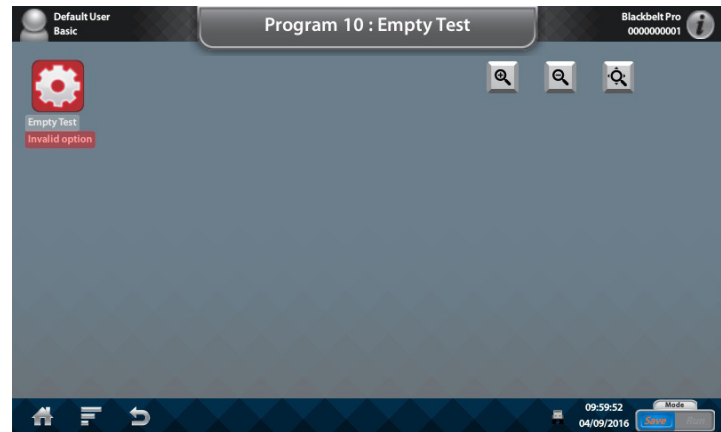 Default User
Basic
Program 10 : Empty Test
Blackbelt Pro
0000000001
i
Empty Test
Invalid option
09:59:52
04/09/2016
Mode
Save
Run